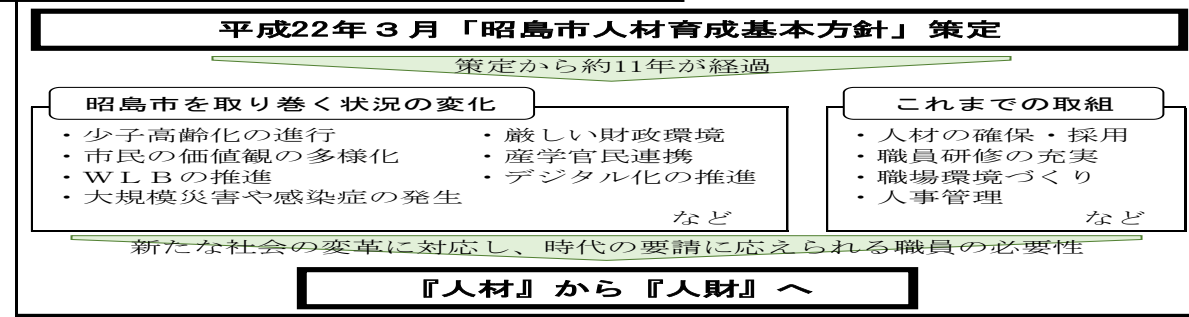 平成22年３月「昭島市人材育成基本方針」策定
策定から約11年が経過
昭島市を取り巻く状況の変化
・少子高齢化の進行
・市民の価値観の多様化
・ＷＬＢの推進
・大規模災害や感染症の発生
・厳しい財政環境
・産学官民連携
・デジタル化の推進
など
これまでの取組
・人材の確保・採用
・職員研修の充実
・職場環境づくり
・人事管理
など
新たな社会の変革に対応し、時代の要請に応えられる職員の必要性
『人材』から『人財』へ